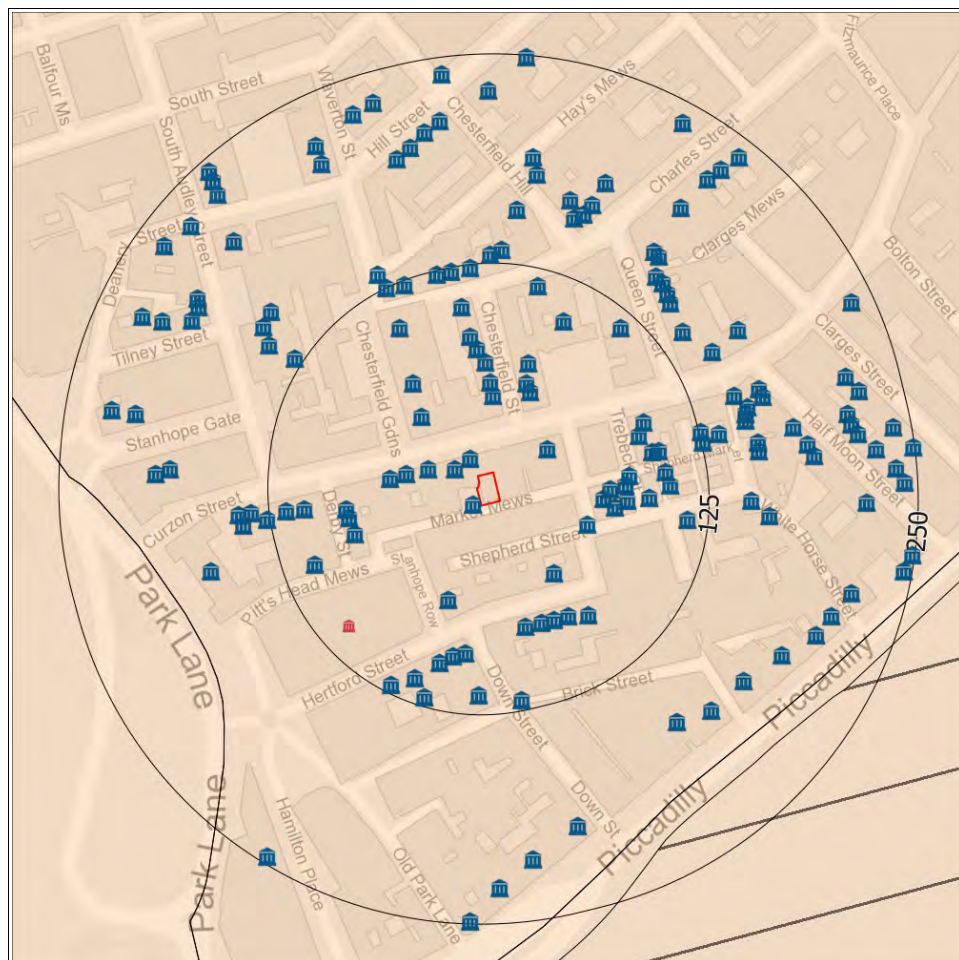 Balfour Ms
South Street
Waverton St
Hay's Mews
Fitzmaurice Place
Hill Street
Chesterfield Hill
Charles Street
South Audley Street
Deanery Street
Clarges Mews
Bolton Street
Queen Street
Tilney Street
Chesterfield Gdns
Chesterfield St
Clarges Street
Half Moon Street
Stanhope Gate
Curzon Street
Derby St
Market Mews
Shepherd Market
125
250
White Horse Street
Shepherd Street
Pitt's Head Mews
Stanhope Row
Park Lane
Hertford Street
Down Street
Brick Street
Piccadilly
Park Lane
Hamilton Place
Old Park Lane
Down St
Piccadilly